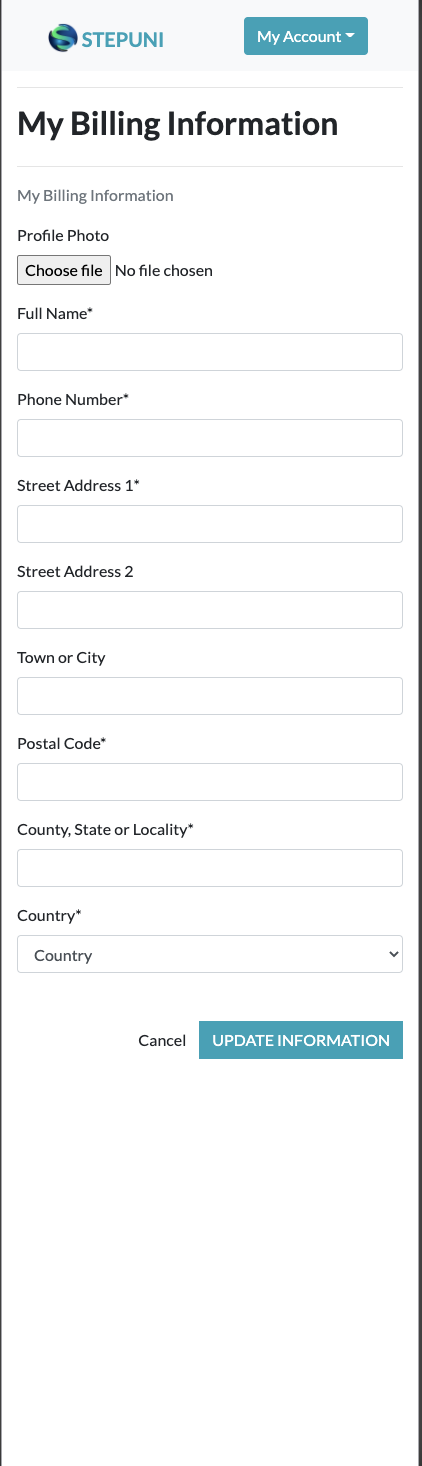 STEPUNI
My Account
My Billing Information
My Billing Information
Profile Photo
Choose file No file chosen
Full Name*
Phone Number*
Street Address 1*
Street Address 2
Town or City
Postal Code*
County, State or Locality*
Country*
Country
Cancel UPDATE INFORMATION